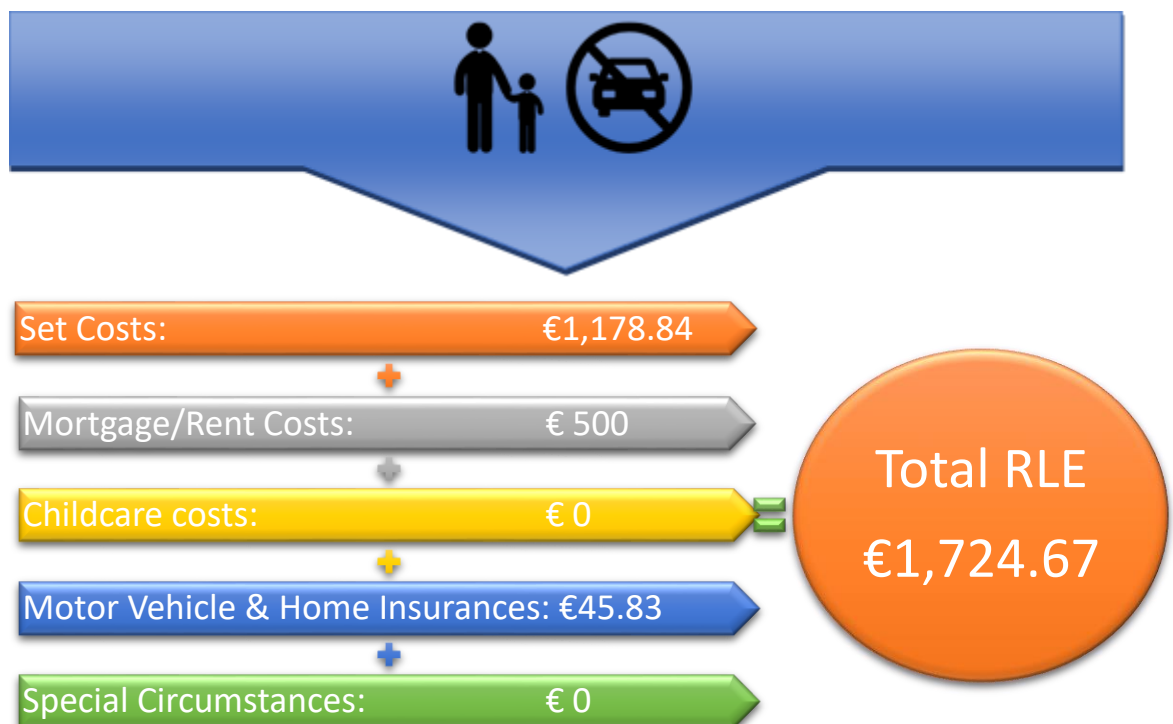 Set Costs: €1,178.84
Mortgage/Rent Costs: € 500
Childcare costs: € 0
Motor Vehicle & Home Insurances: €45.83
Special Circumstances: € 0
Total RLE
€1,724.67